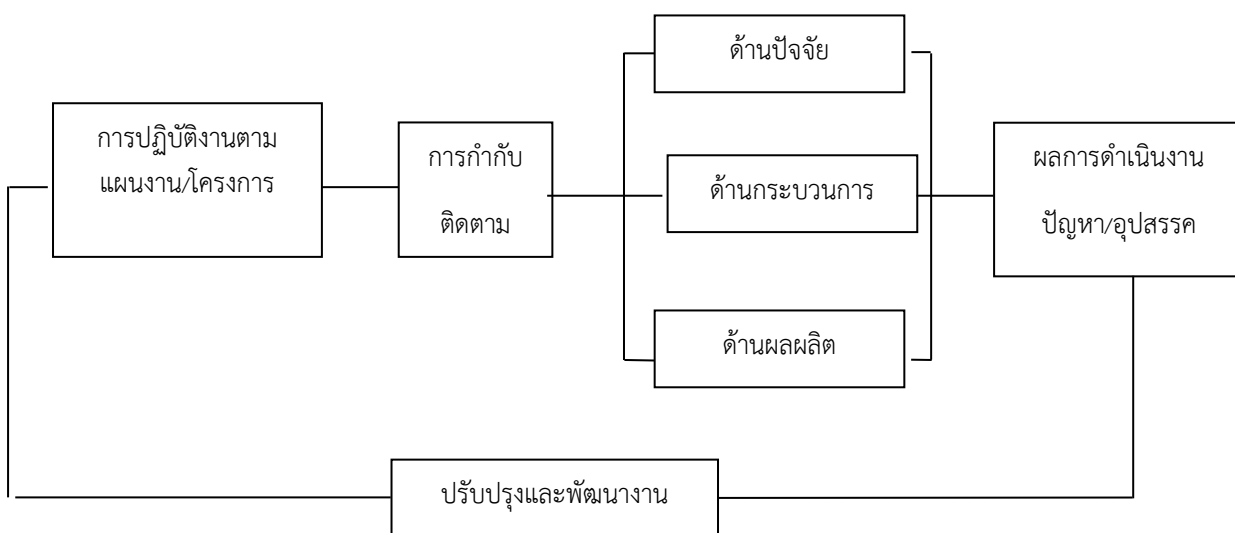 ด้านปัจจัย
การปฏิบัติงานตาม
แผนงาน/โครงการ
การกำกับ
ติดตาม
ด้านกระบวนการ
ผลการดำเนินงาน
ปัญหา/อุปสรรค
ด้านผลผลิต
ปรับปรุงและพัฒนางาน